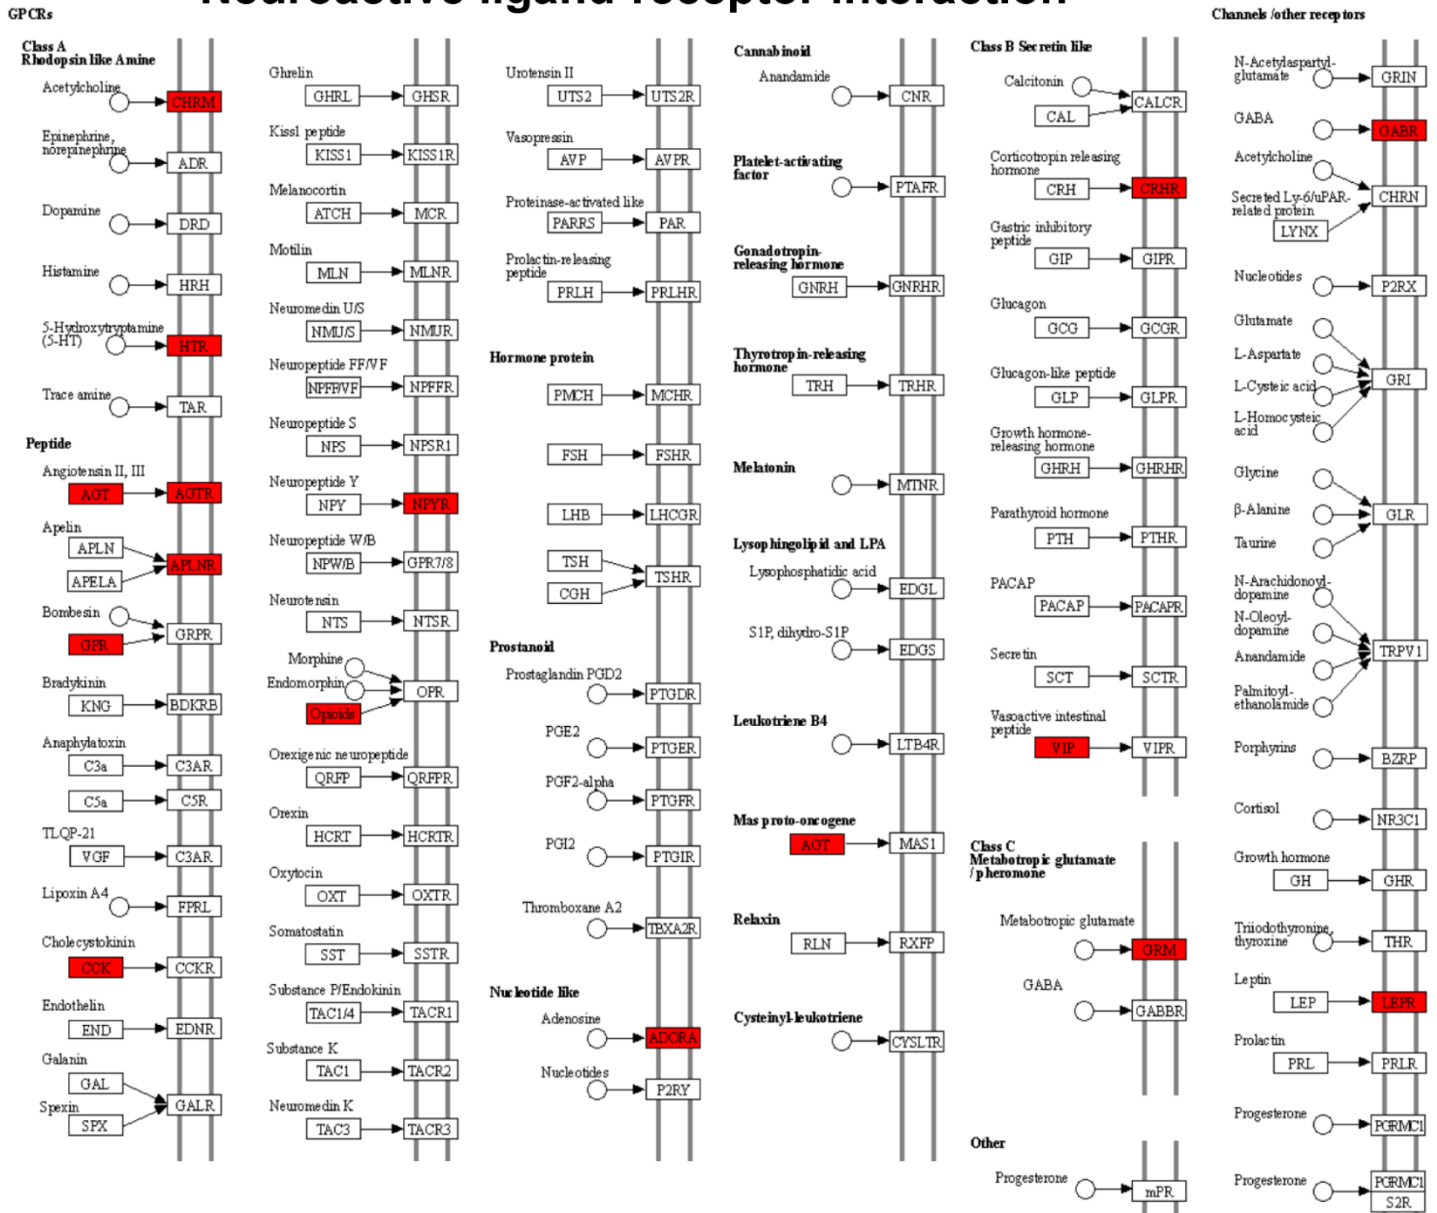 Neuroactive ligand receptor interaction
GPCRs
Class A
Rhodopsin like Amine
Acetylcholine
CHRM
Epinephrine,
norepinephrine
ADR
Dopamine
DRD
Histamine
HRH
5-Hydroxytryptamine
(5-HT)
HTR
Trace amine
TAR
Peptide
Angiotensin II, III
AGT
AGTR
Apelin
APLN
APLNR
APELA
Bombesin
GRPR
GPR
Bradykinin
KNG
BDKRB
Anaphylatoxin
C3a
C3AR
C5a
C5R
TLQP-21
VGF
C3AR
Lipoxin A4
FPRL
Cholecystokinin
CCK
CCKR
Endothelin
END
EDNR
Galanin
GAL
GALR
Spexin
SPX
Ghrelin
GHRL
GHSR
Kiss1 peptide
KISS1
KISS1R
Melanocortin
ATCH
MCR
Motilin
MLN
MLNR
Neuromedin U/S
NMU/S
NMUR
Neuropeptide FF/VF
NPFF/VF
NPFFR
Neuropeptide S
NPS
NPSR1
Neuropeptide Y
NPY
NPYR
Neuropeptide W/B
NPW/B
GPR7/8
Neurotensin
NTS
NTSR
Morphine
Endomorphin
OPR
Opioids
Orexigenic neuropeptide
QRFP
QRFPR
Orexin
HCRT
HCRTR
Oxytocin
OXT
OXTR
Somatostatin
SST
SSTR
Substance P/Endokinin
TAC1/4
TACR1
Substance K
TAC1
TACR2
Neuromedin K
TAC3
TACR3
Urotensin II
UTS2
UTS2R
Vasopressin
AVP
AVPR
Proteinase-activated like
PARRS
PAR
Prolactin-releasing
peptide
PRLH
PRLHR
Hormone protein
PMCH
MCHR
FSH
FSHR
LHB
LHCGR
TSH
TSHR
CGH
Prostanoid
Prostaglandin PGD2
PTGDR
PGE2
PTGER
PGF2-alpha
PTGFR
PGI2
PTGIR
Thromboxane A2
TBXA2R
Nucleotide like
Adenosine
ADORA
Nucleotides
P2RY
Cannabinoid
Anandamide
CNR
Platelet-activating
factor
PTAFR
Gonadotropin-
releasing hormone
GNRH
GNRHR
Thyrotropin-releasing
hormone
TRH
TRHR
Melatonin
MTNR
Lysophingolipid and LPA
Lysophosphatidic acid
EDGL
S1P, dihydro-S1P
EDGS
Leukotriene B4
LTB4R
Mas proto-oncogene
AGT
MAS1
Relaxin
RLN
RXFP
Cysteinyl-leukotriene
CYSLTR
Class B Secretin like
Calcitonin
CALCR
CAL
Corticotropin releasing
hormone
CRH
CRHR
Gastric inhibitory
peptide
GIP
GIPR
Glucagon
GCG
GCGR
Glucagon-like peptide
GLP
GLPR
Growth hormone-
releasing hormone
GHRH
GHRHR
Parathyroid hormone
PTH
PTHR
PACAP
PACAP
PACAPR
Secretin
SCT
SCTR
Vasoactive intestinal
peptide
VIP
VIPR
Class C
Metabotropic glutamate
/ pheromone
Metabotropic glutamate
GRM
GABA
GABBR
Other
Progesterone
mPR
Channels /other receptors
N-Acetylaspartyl-
glutamate
GRIN
GABA
GABR
Acetylcholine
CHRN
Secreted Ly-6/uPAR-
related protein
LYNX
Nucleotides
P2RX
Glutamate
L-Aspartate
GRI
L-Cysteic acid
L-Homocysteic
acid
Glycine
β-Alanine
GLR
Taurine
N-Arachidonoyl-
dopamine
N-Oleoyl-
dopamine
TRPV1
Anandamide
Palmitoyl-
ethanolamide
Porphyrins
BZRP
Cortisol
NR3C1
Growth hormone
GH
GHR
Triiodothyronine,
thyroxine
THR
Leptin
LEP
LEPR
Prolactin
PRL
PRLR
Progesterone
PGRMC1
Progesterone
PGRMC1
S2R